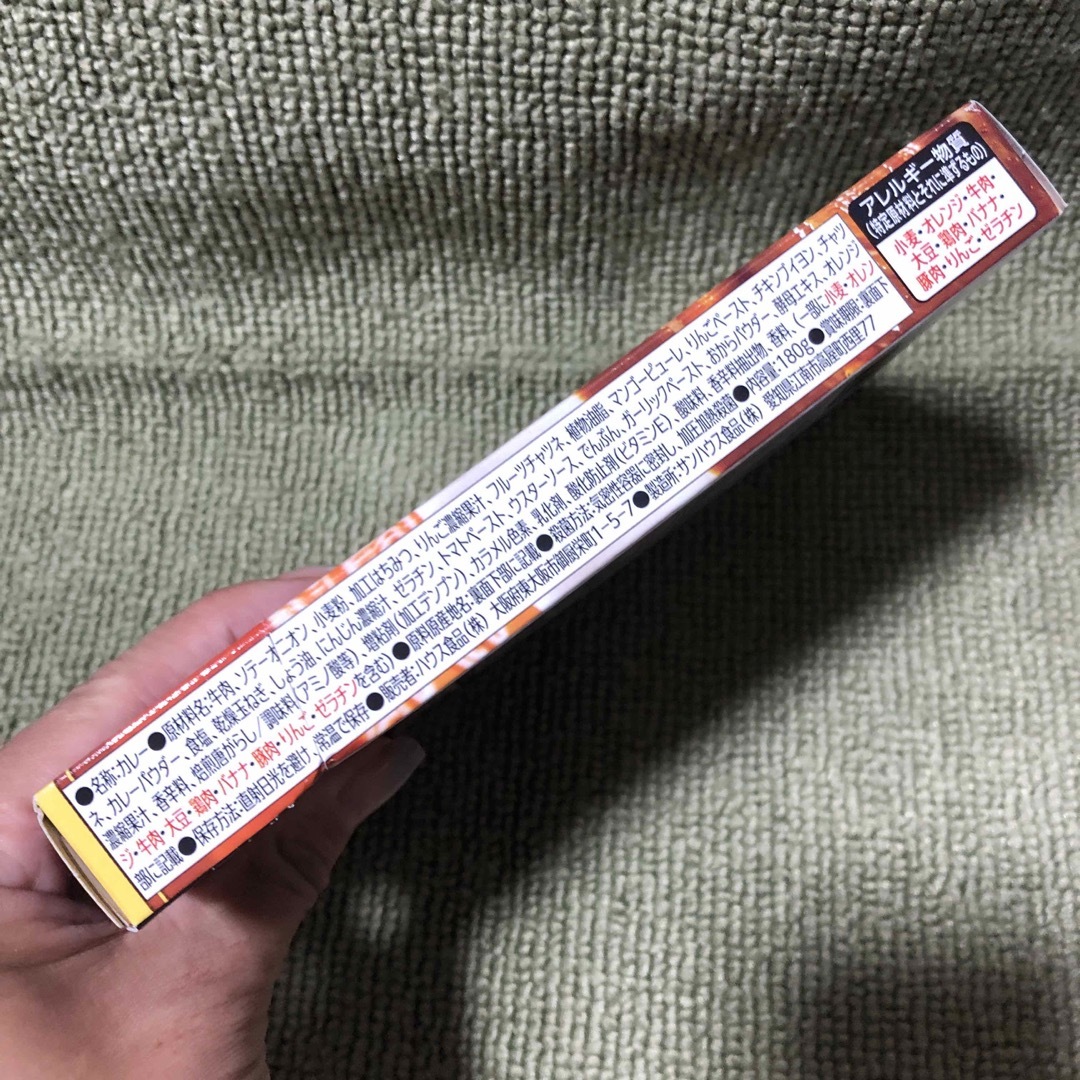 ●名称:カレー●原材料名:牛肉、ソテーオニオン、小麦粉、加工はちみつ、りんご濃縮果汁、フルーツチャツネ、植物油脂、マンゴーピューレ、りんごペースト、チキンブイヨン、チャツ
ネ、カレーパウダー、食塩、乾燥玉ねぎ、しょう油、にんじん濃縮汁、ゼラチン、トマトペースト、ウスターソース、でんぷん、ガーリックペースト、おからパウダー、酵母エキス、オレンジ
濃縮果汁、香辛料、焙煎唐がらし/調味料(アミノ酸等)、増粘剤(加工デンプン)、カラメル色素、乳化剤、酸化防止剤(ビタミンE)、酸味料、香辛料抽出物、香料、(一部に小麦・オレン
ジ・牛肉・大豆・鶏肉・バナナ・豚肉・りんご・ゼラチンを含む)●原料原産地名:裏面下部に記載●殺菌方法:気密性容器に密封し、加圧加熱殺菌●内容量:180g●賞味期限:裏面下
部に記載●保存方法:直射日光を避け、常温で保存●販売者:ハウス食品(株) 大阪府東大阪市御厨栄町1-5-7●製造所:サンハウス食品(株) 愛知県江南市高屋町西里77
アレルギー物質
(特定原材料とそれに準ずるもの)
小麦・オレンジ・牛肉・
大豆・鶏肉・バナナ・
豚肉・りんご・ゼラチン